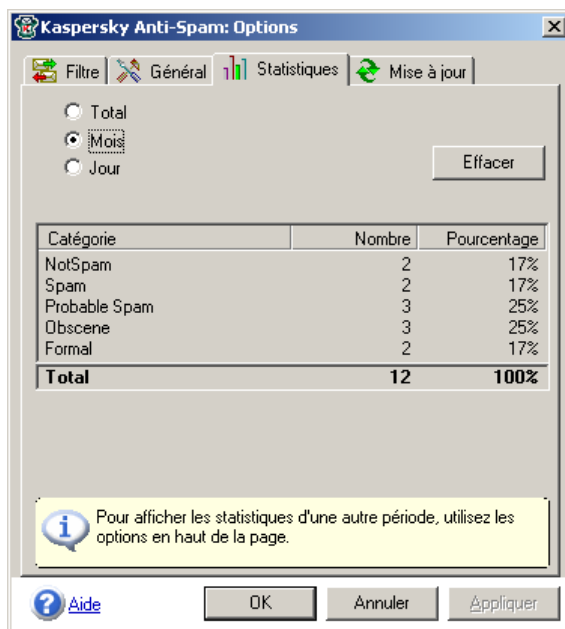 Kaspersky Anti-Spam: Options
Filtre Général Statistiques Mise à jour
Total
Mois
Jour
Effacer
Catégorie Nombre Pourcentage
NotSpam 2 17%
Spam 2 17%
Probable Spam 3 25%
Obscene 3 25%
Formal 2 17%
Total 12 100%
Pour afficher les statistiques d'une autre période, utilisez les
options en haut de la page.
Aide OK Annuler Appliquer